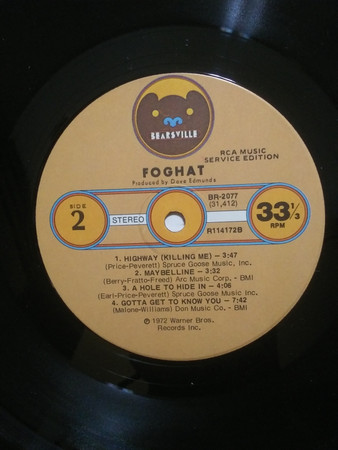 BEARSVILLE
RCA MUSIC
SERVICE EDITION
FOGHAT
Produced by Dave Edmunds
SIDE
2
STEREO
BR-2077
(31,412)
R114172B
33 1/3
RPM
1. HIGHWAY (KILLING ME) — 3:47
(Price-Peverett) Spruce Goose Music, Inc.
2. MAYBELLINE — 3:32
(Berry-Fratto-Freed) Arc Music Corp. - BMI
3. A HOLE TO HIDE IN — 4:06
(Earl-Price-Peverett) Spruce Goose Music Inc.
4. GOTTA GET TO KNOW YOU — 7:42
(Malone-Williams) Don Music Co. - BMI
℗ 1972 Warner Bros.
Records Inc.